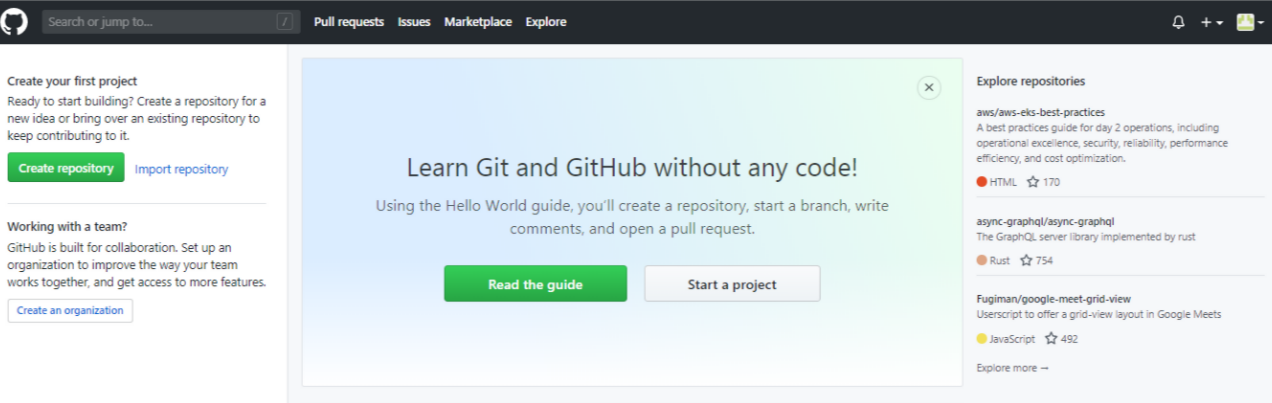 Search or jump to...
/
Pull requests Issues Marketplace Explore
Create your first project
Ready to start building? Create a repository for a
new idea or bring over an existing repository to
keep contributing to it.
Create repository
Import repository
Working with a team?
GitHub is built for collaboration. Set up an
organization to improve the way your team
works together, and get access to more features.
Create an organization
Learn Git and GitHub without any code!
Using the Hello World guide, you'll create a repository, start a branch, write
comments, and open a pull request.
Read the guide
Start a project
Explore repositories
aws/aws-eks-best-practices
A best practices guide for day 2 operations, including
operational excellence, security, reliability, performance
efficiency, and cost optimization.
HTML 170
async-graphql/async-graphql
The GraphQL server library implemented by rust
Rust 754
Fugiman/google-meet-grid-view
Userscript to offer a grid-view layout in Google Meets
JavaScript 492
Explore more →